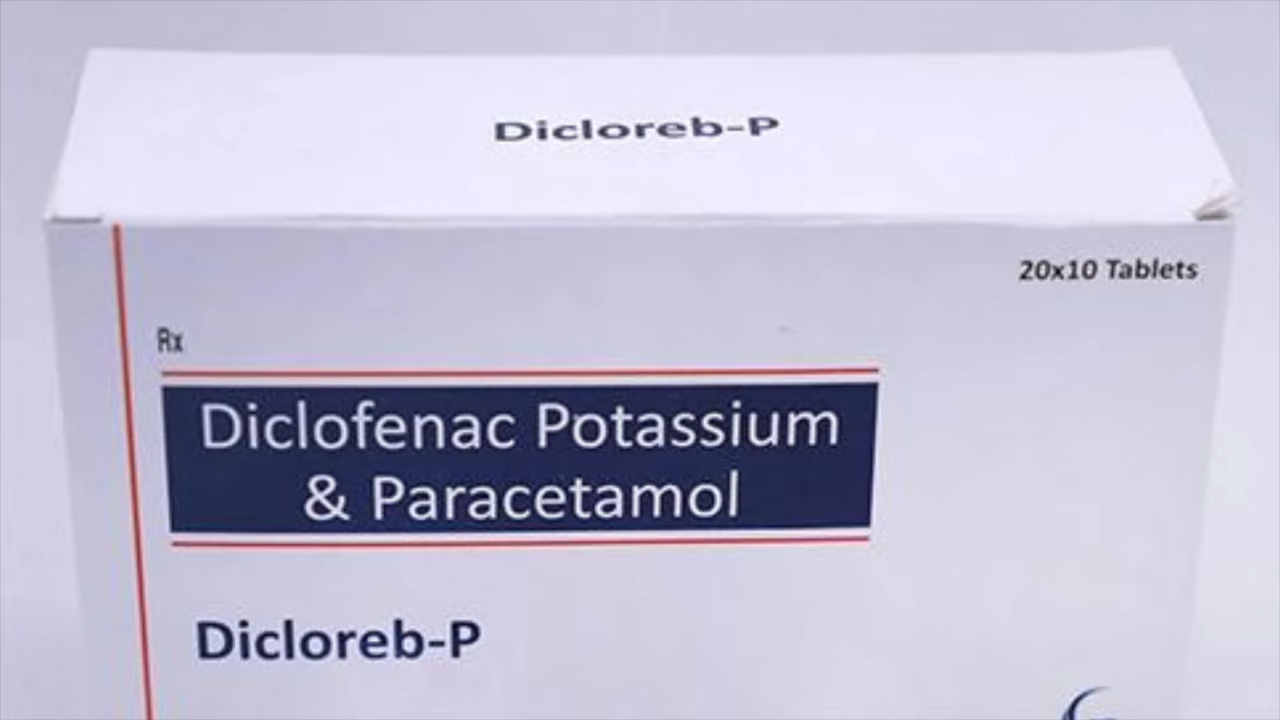 Dicloreb-P
20x10 Tablets
Rx
Diclofenac Potassium
& Paracetamol
Dicloreb-P